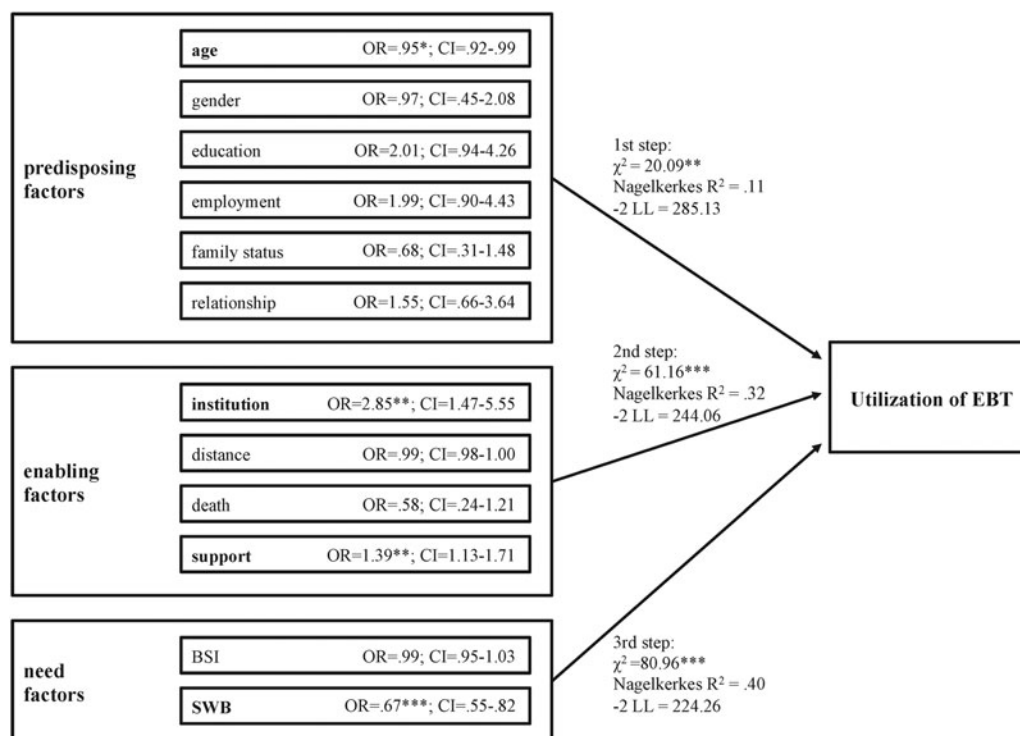 predisposing
factors
age OR=.95*; CI=.92-.99
gender OR=.97; CI=.45-2.08
education OR=2.01; CI=.94-4.26
employment OR=1.99; CI=.90-4.43
family status OR=.68; CI=.31-1.48
relationship OR=1.55; CI=.66-3.64
1st step:
χ² = 20.09**
Nagelkerkes R² = .11
-2 LL = 285.13
enabling
factors
institution OR=2.85**; CI=1.47-5.55
distance OR=.99; CI=.98-1.00
death OR=.58; CI=.24-1.21
support OR=1.39**; CI=1.13-1.71
2nd step:
χ² = 61.16***
Nagelkerkes R² = .32
-2 LL = 244.06
need
factors
BSI OR=.99; CI=.95-1.03
SWB OR=.67***; CI=.55-.82
3rd step:
χ² =80.96***
Nagelkerkes R² = .40
-2 LL = 224.26
Utilization of EBT